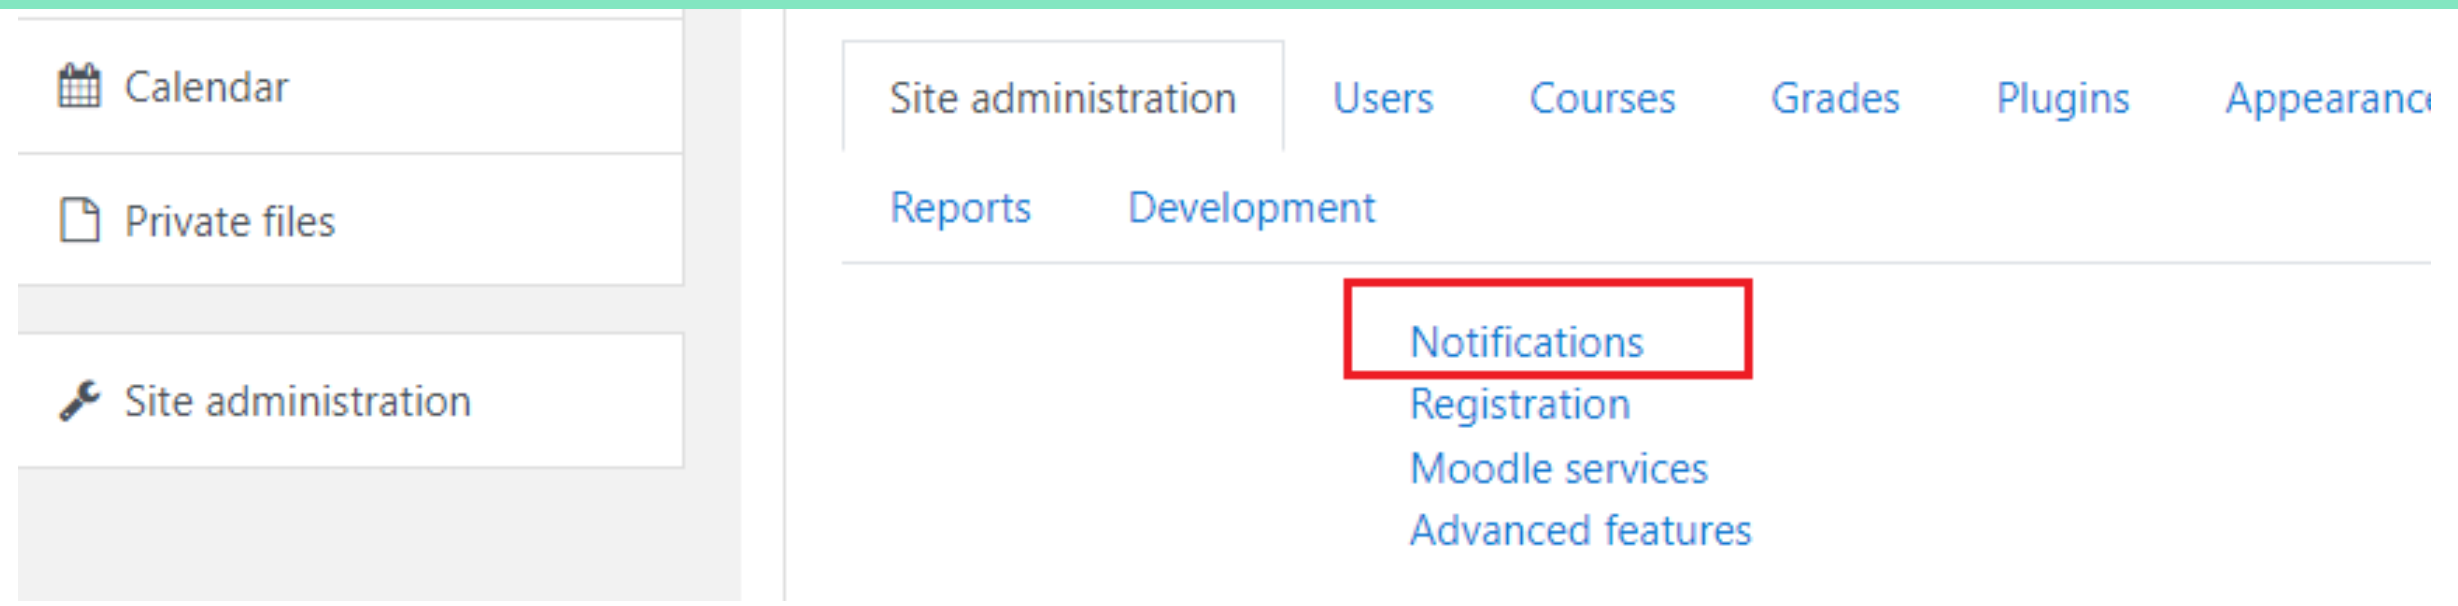 Calendar
Private files
Site administration
Site administration Users Courses Grades Plugins Appearance
Reports Development
Notifications
Registration
Moodle services
Advanced features